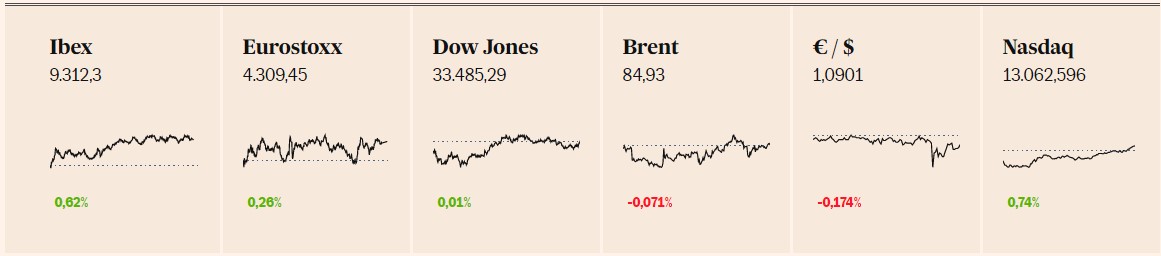 Ibex
9.312,3
0,62%
Eurostoxx
4.309,45
0,26%
Dow Jones
33.485,29
0,01%
Brent
84,93
-0,071%
€ / $
1,0901
-0,174%
Nasdaq
13.062,596
0,74%